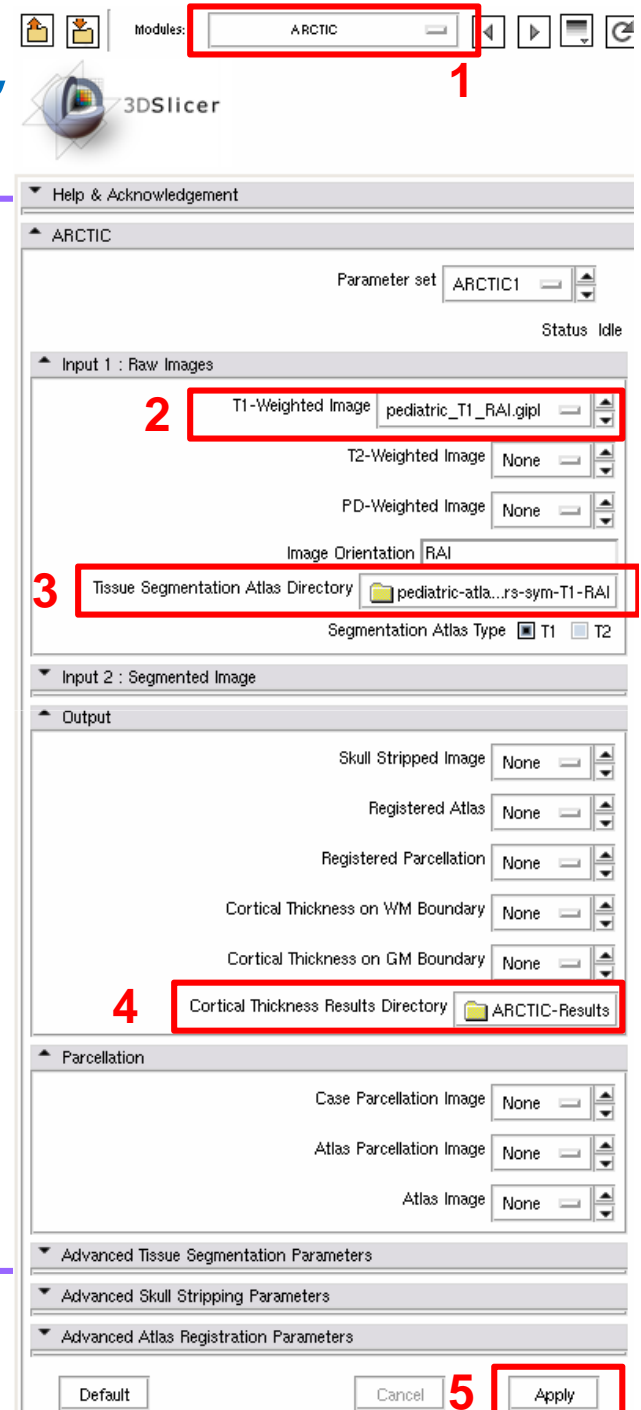 Modules: ARCTIC
1
3DSlicer
Help & Acknowledgement
ARCTIC
Parameter set ARCTIC1
Status Idle
Input 1 : Raw Images
2 T1-Weighted Image pediatric_T1_RAI.gipl
T2-Weighted Image None
PD-Weighted Image None
Image Orientation RAI
3 Tissue Segmentation Atlas Directory pediatric-atla...rs-sym-T1-RAI
Segmentation Atlas Type T1 T2
Input 2 : Segmented Image
Output
Skull Stripped Image None
Registered Atlas None
Registered Parcellation None
Cortical Thickness on WM Boundary None
Cortical Thickness on GM Boundary None
4 Cortical Thickness Results Directory ARCTIC-Results
Parcellation
Case Parcellation Image None
Atlas Parcellation Image None
Atlas Image None
Advanced Tissue Segmentation Parameters
Advanced Skull Stripping Parameters
Advanced Atlas Registration Parameters
Default Cancel 5 Apply